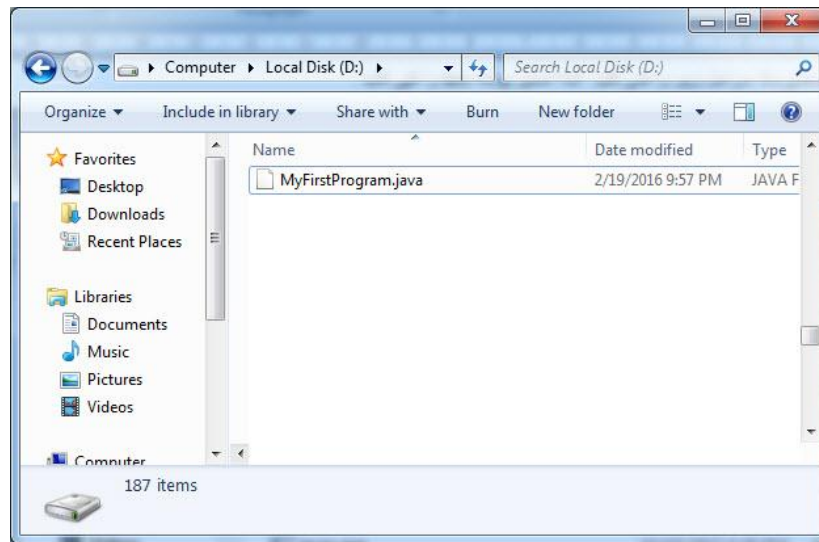 Computer Local Disk (D:)
Search Local Disk (D:)
Organize Include in library Share with Burn New folder
Favorites
Desktop
Downloads
Recent Places
Libraries
Documents
Music
Pictures
Videos
Computer
Name Date modified Type
MyFirstProgram.java 2/19/2016 9:57 PM JAVA F
187 items